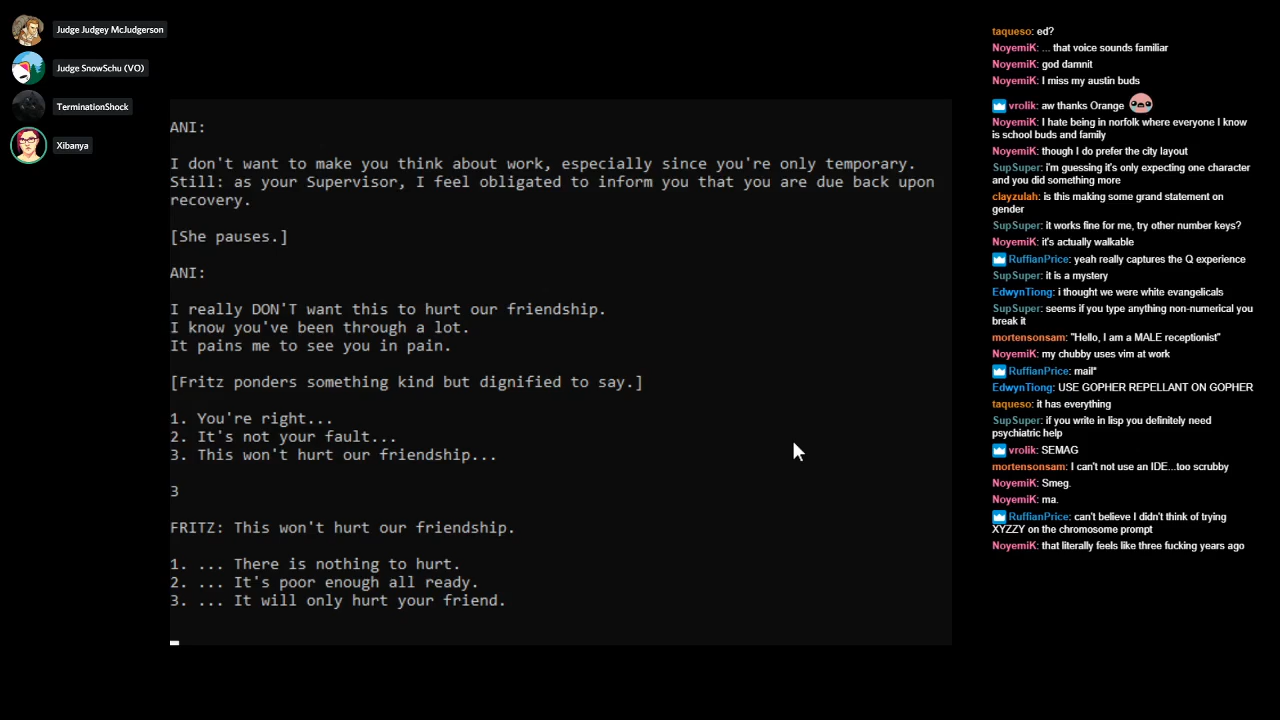 Judge Judgey McJudgerson
Judge SnowSchu (VO)
TerminationShock
Xibanya
ANI:
I don't want to make you think about work, especially since you're only temporary.
Still: as your Supervisor, I feel obligated to inform you that you are due back upon
recovery.
[She pauses.]
ANI:
I really DON'T want this to hurt our friendship.
I know you've been through a lot.
It pains me to see you in pain.
[Fritz ponders something kind but dignified to say.]
1. You're right...
2. It's not your fault...
3. This won't hurt our friendship...
3
FRITZ: This won't hurt our friendship.
1. ... There is nothing to hurt.
2. ... It's poor enough all ready.
3. ... It will only hurt your friend.
taqueso: ed?
NoyemiK: ... that voice sounds familiar
NoyemiK: god damnit
NoyemiK: I miss my austin buds
vrolik: aw thanks Orange
NoyemiK: I hate being in norfolk where everyone I know
is school buds and family
NoyemiK: though I do prefer the city layout
SupSuper: i'm guessing it's only expecting one character
and you did something more
clayzulah: is this making some grand statement on
gender
SupSuper: it works fine for me, try other number keys?
NoyemiK: it's actually walkable
RuffianPrice: yeah really captures the Q experience
SupSuper: it is a mystery
EdwynTiong: i thought we were white evangelicals
SupSuper: seems if you type anything non-numerical you
break it
mortensonsam: "Hello, I am a MALE receptionist"
NoyemiK: my chubby uses vim at work
RuffianPrice: mail*
EdwynTiong: USE GOPHER REPELLANT ON GOPHER
taqueso: it has everything
SupSuper: if you write in lisp you definitely need
psychiatric help
vrolik: SEMAG
mortensonsam: I can't not use an IDE...too scrubby
NoyemiK: Smeg.
NoyemiK: ma.
RuffianPrice: can't believe I didn't think of trying
XYZZY on the chromosome prompt
NoyemiK: that literally feels like three fucking years ago